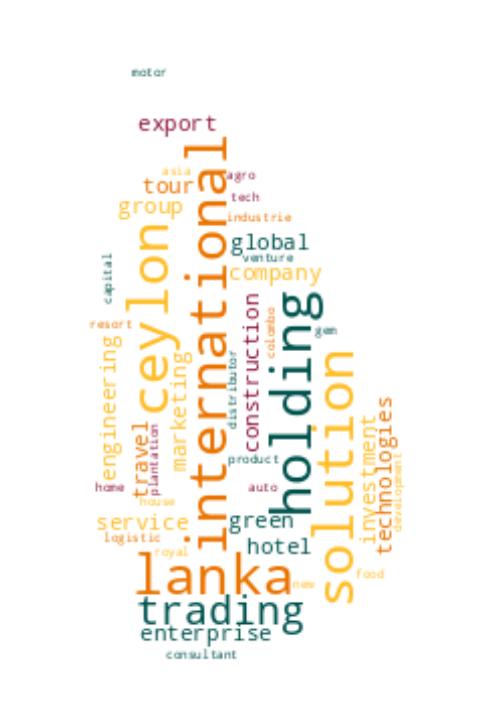 motor
export
international
asia
agro
tour
tech
group
industrie
ceylon
global
venture
capital
company
holding
construction
colombo
resort
gem
engineering
marketing
distributor
solution
technologies
travel
plantation
investment
development
product
home
auto
house
service
green
logistic
hotel
royal
lanka
food
new
trading
enterprise
consultant